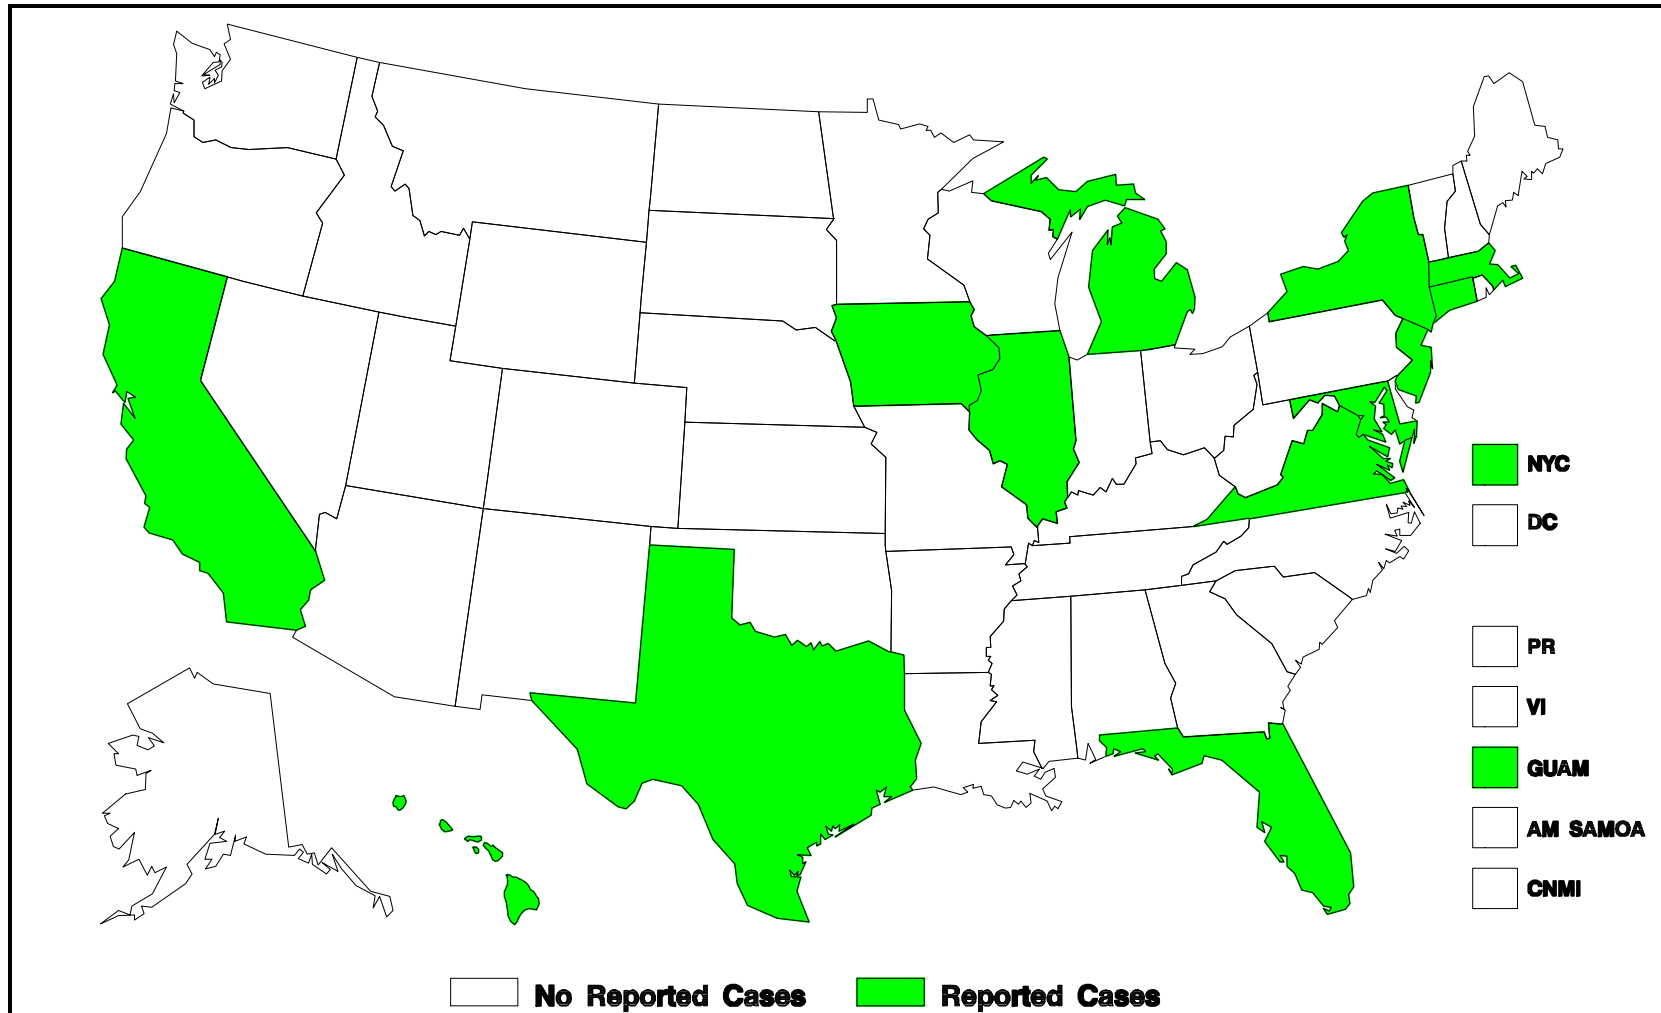 NYC
DC
PR
VI
GUAM
AM SAMOA
CNMI
No Reported Cases
Reported Cases